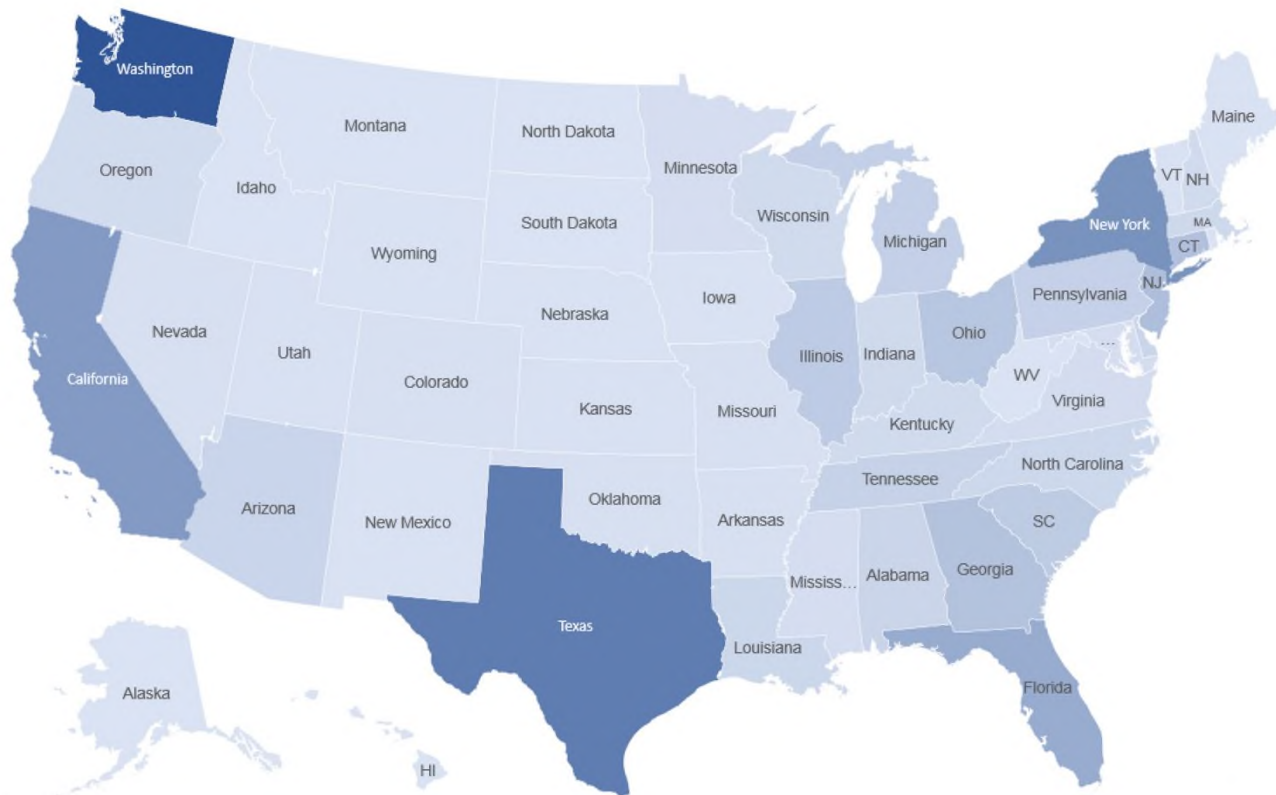 Washington
Montana
North Dakota
Minnesota
Maine
Oregon
Idaho
VT
NH
South Dakota
Wisconsin
MA
New York
Michigan
CT
Wyoming
NJ
Pennsylvania
Iowa
Nebraska
Nevada
Ohio
...
Utah
Illinois
Indiana
California
Colorado
WV
Kansas
Missouri
Virginia
Kentucky
North Carolina
Tennessee
Arizona
Oklahoma
New Mexico
Arkansas
SC
Georgia
Mississ...
Alabama
Texas
Louisiana
Florida
Alaska
HI